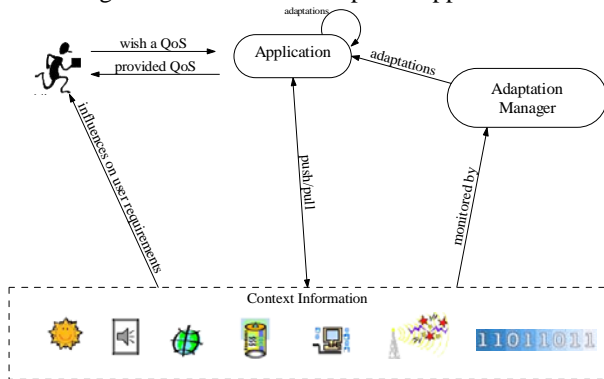 adaptations
wish a QoS
Application
adaptations
provided QoS
Adaptation
Manager
influences on user requirements
push/pull
monitored by
Context Information
11011011